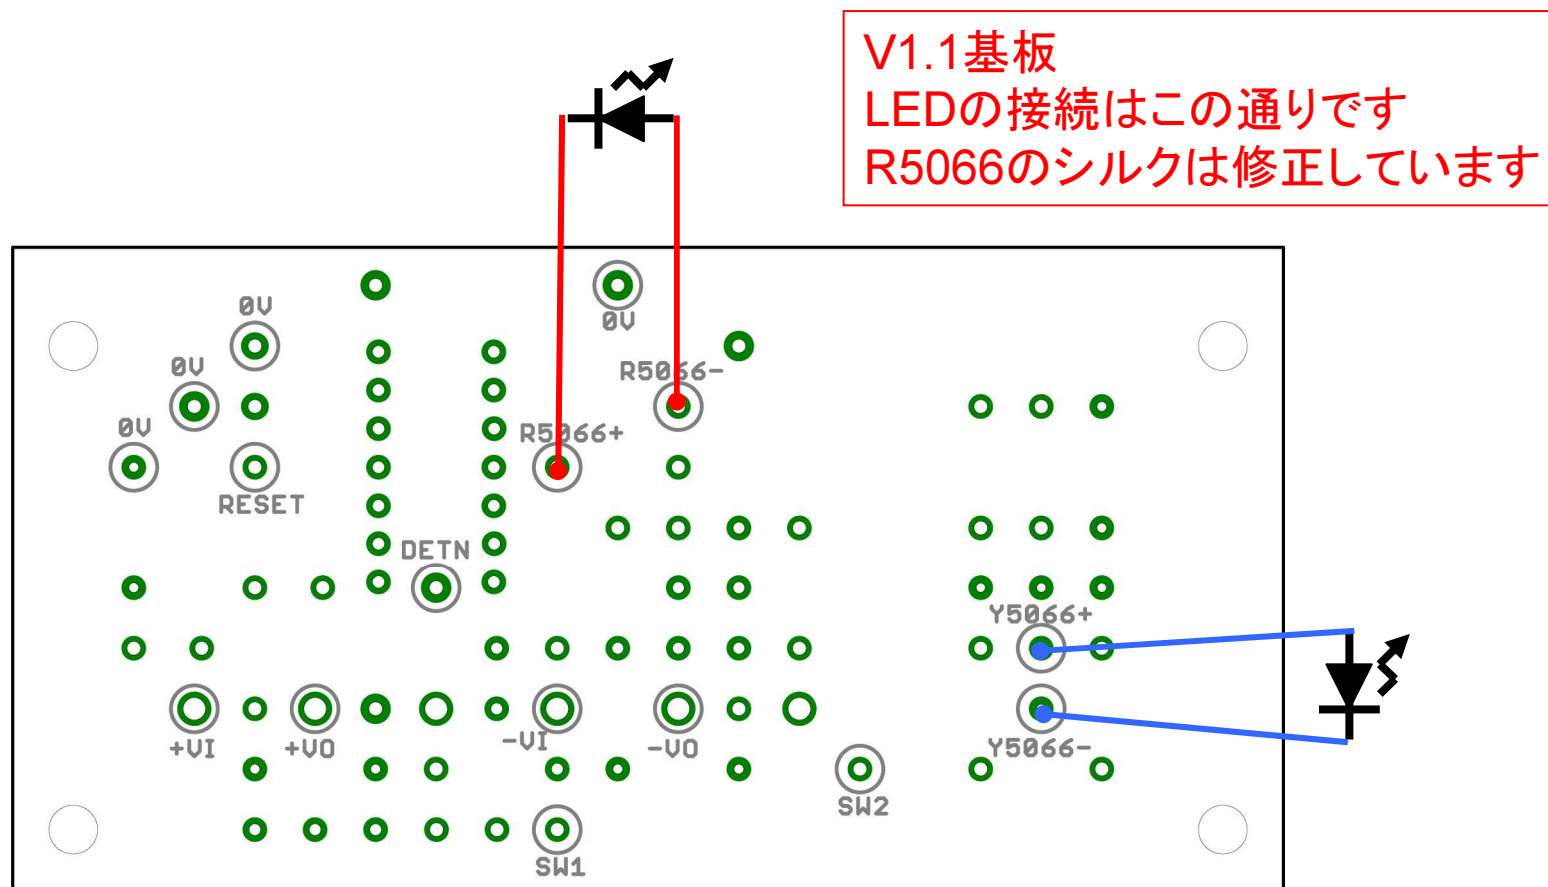 V1.1基板
LEDの接続はこの通りです
R5066のシルクは修正しています
0V
0V
0V
R5066-
0V
R5066+
RESET
DETN
Y5066+
+VI
+VO
-VI
-VO
Y5066-
SW2
SW1